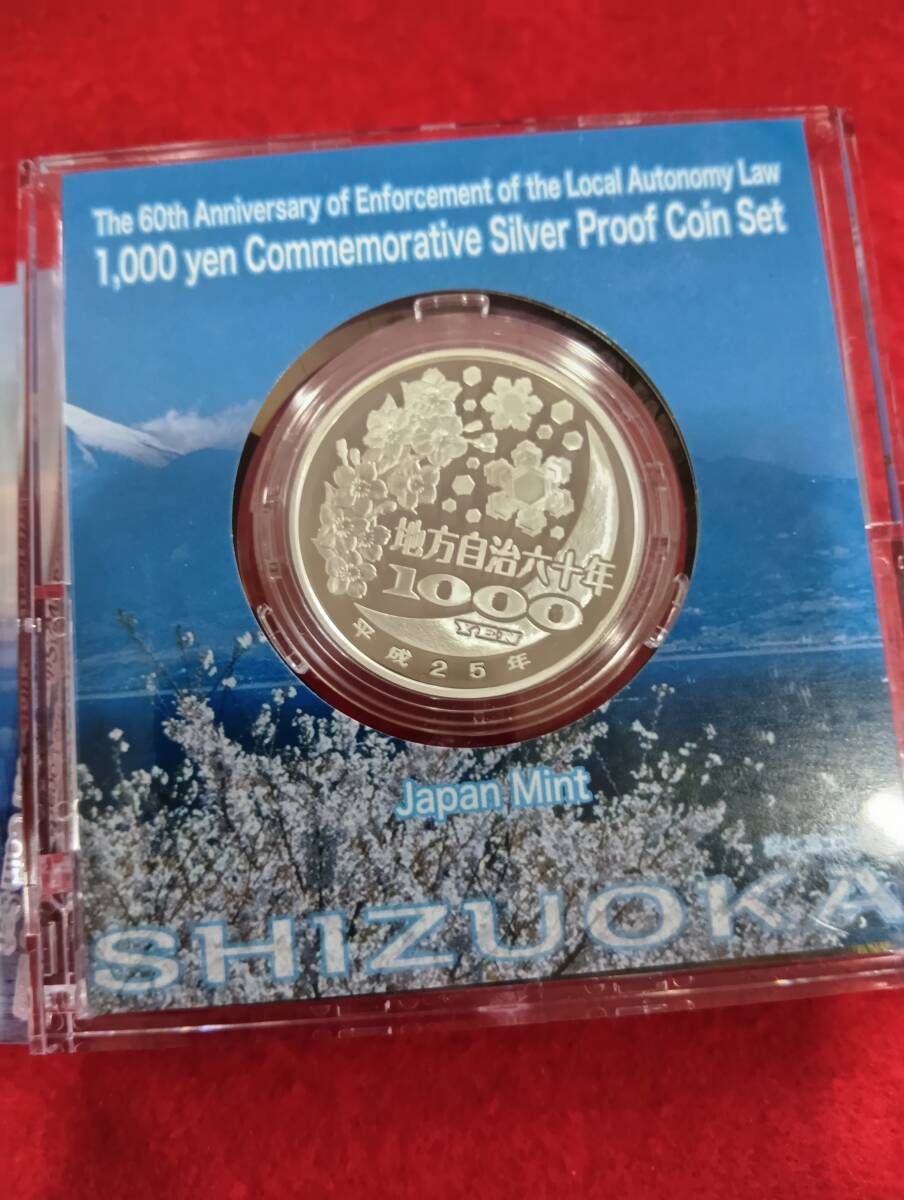 The 60th Anniversary of Enforcement of the Local Autonomy Law
1,000 yen Commemorative Silver Proof Coin Set
地方自治六十年
1000
YEN
平成25年
Japan Mint
SHIZUOKA